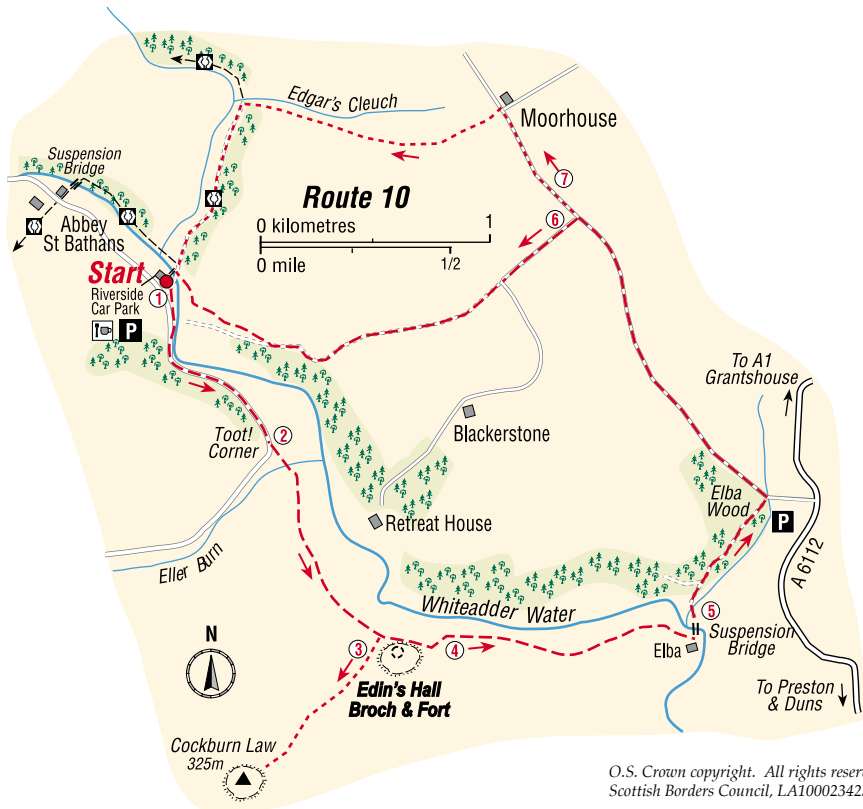 Edgar's Cleuch
Moorhouse
7
Suspension
Bridge
Route 10
0 kilometres 1
0 mile 1/2
6
Abbey
St Bathans
Start
1
Riverside
Car Park
P
To A1
Grantshouse
Toot!
Corner
2
Blackerstone
Elba
Wood
P
Retreat House
A 6112
Eller Burn
Whiteadder Water
5
Suspension
Bridge
Elba
N
3
4
Edin's Hall
Broch & Fort
To Preston
& Duns
Cockburn Law
325m
O.S. Crown copyright. All rights reser
Scottish Borders Council, LA10002342